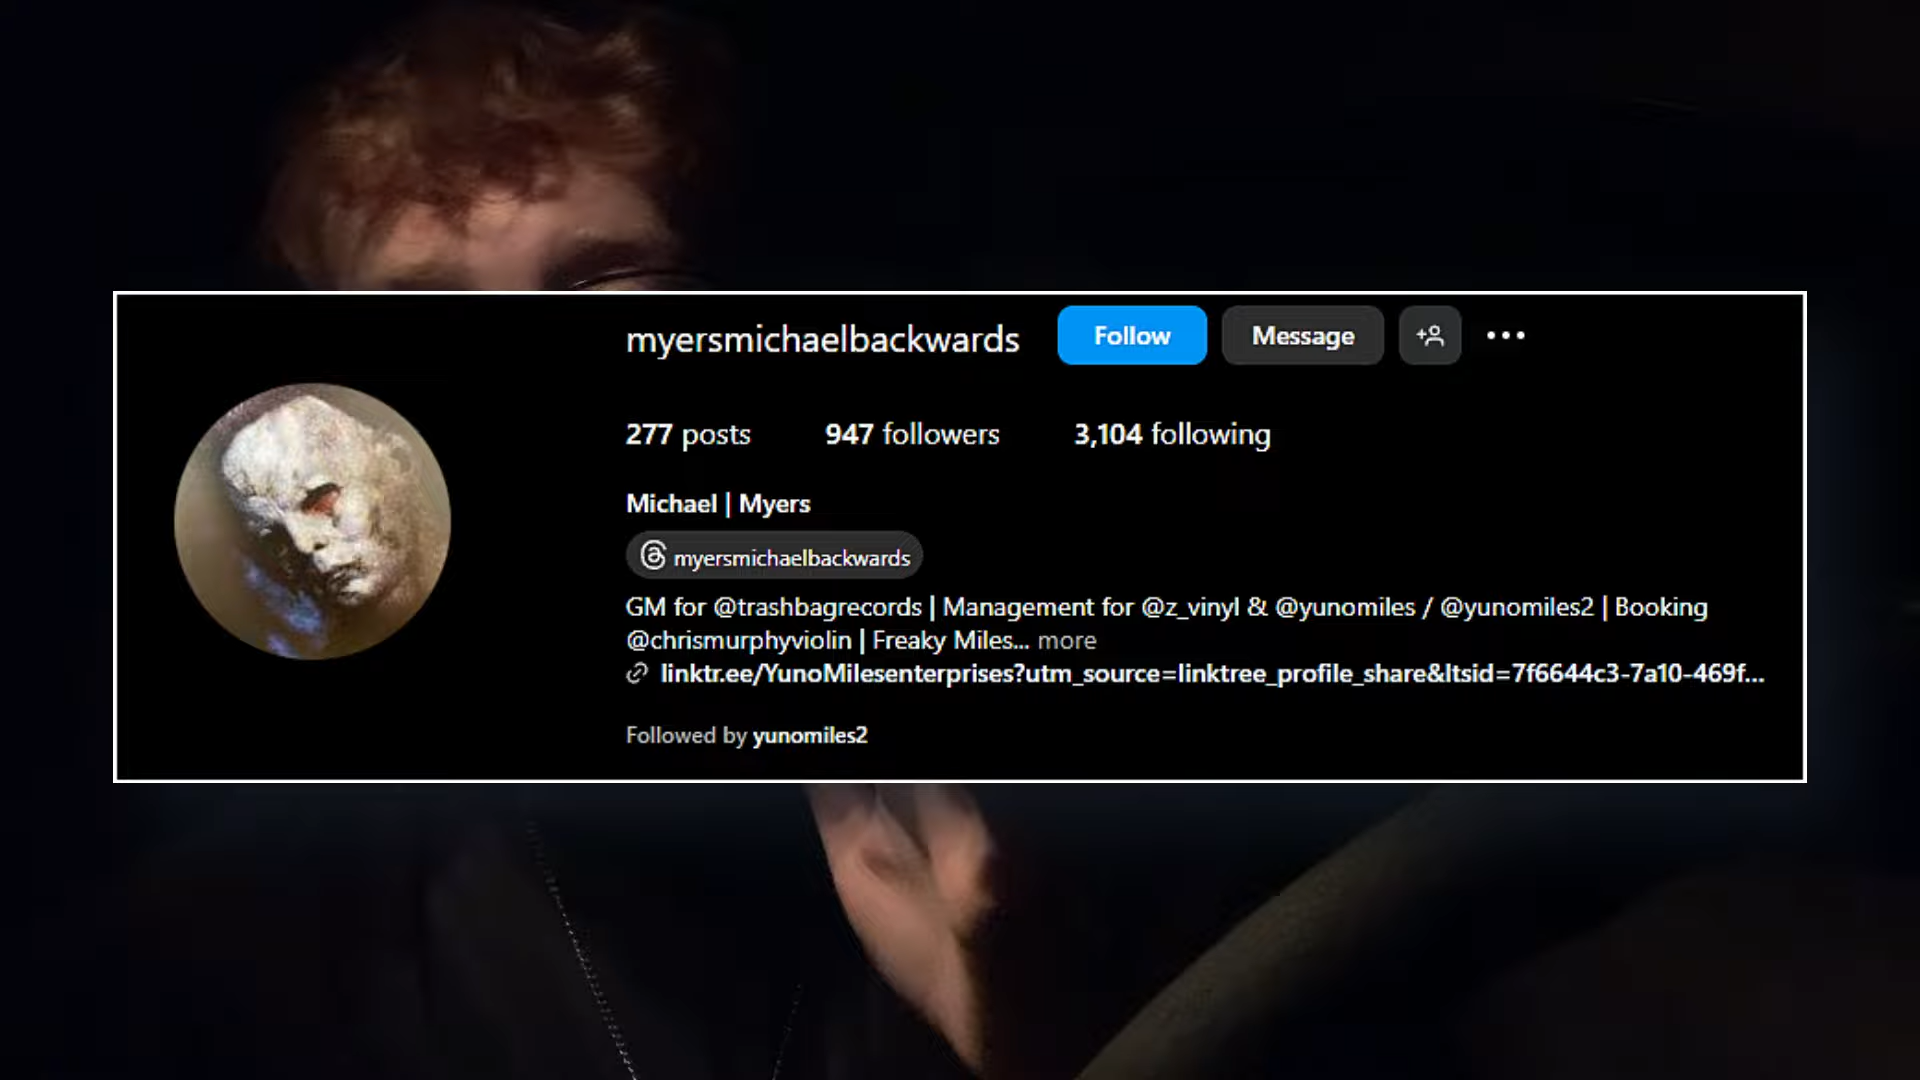 myersmichaelbackwards Follow Message
277 posts 947 followers 3,104 following
Michael | Myers
myersmichaelbackwards
GM for @trashbagrecords | Management for @z_vinyl & @yunomiles / @yunomiles2 | Booking
@chrismurphyviolin | Freaky Miles... more
linktr.ee/YunoMilesenterprises?utm_source=linktree_profile_share&ltsid=7f6644c3-7a10-469f...
Followed by yunomiles2